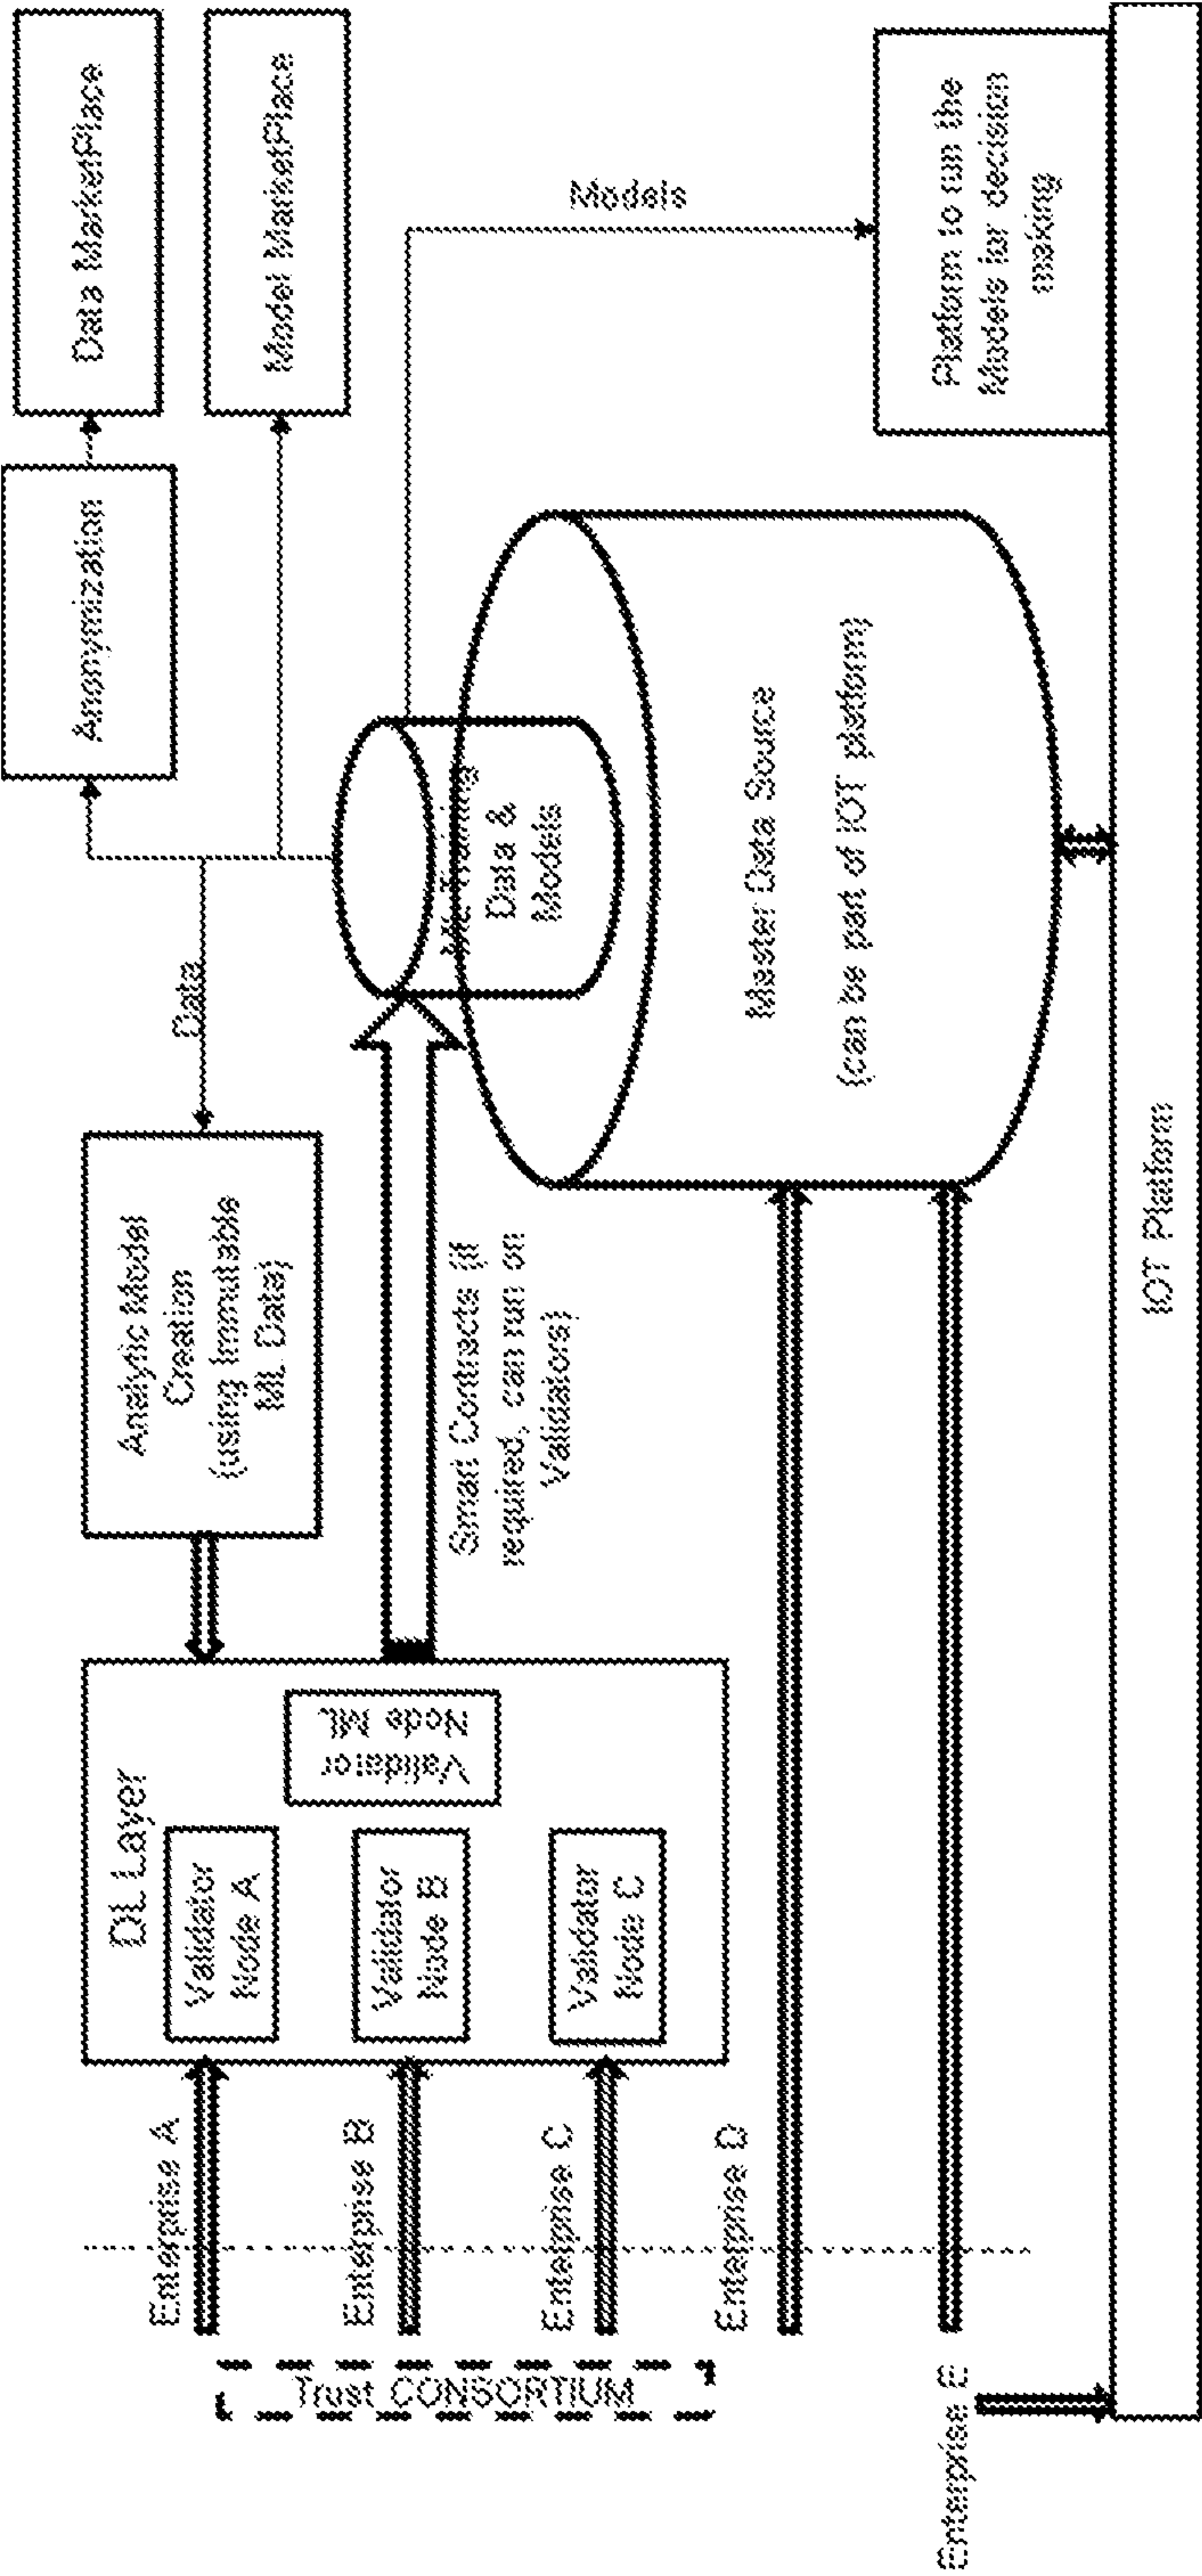 Trust CONSORTIUM
Enterprise A
Enterprise B
Enterprise C
Enterprise D
Enterprise E
DL Layer
Validator
Node A
Validator
Node B
Validator
Node C
Validator
Node ML
Analytic Model
Creation
(using Immutable
ML Data)
Smart Contracts (if
required, can run on
Validators)
Data
Anonymization
Data MarketPlace
Model MarketPlace
ML Training
Data &
Models
Models
Master Data Source
(can be part of IOT platform)
Platform to run the
Models for decision
making
IOT Platform